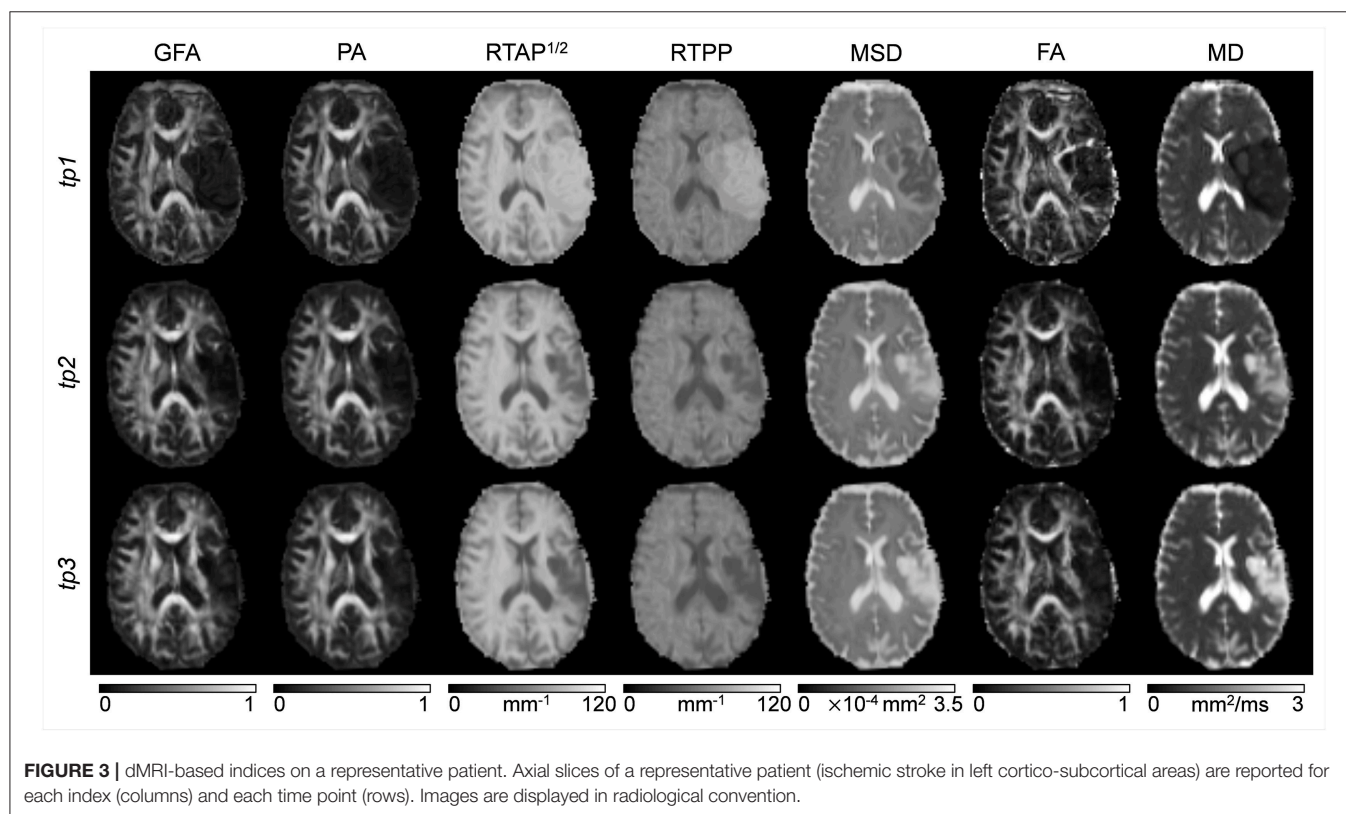 GFA PA RTAP1/2 RTPP MSD FA MD
tp1
tp2
tp3
0 1 0 1 0 mm-1 120 0 mm-1 120 0 ×10-4 mm2 3.5 0 1 0 mm2/ms 3
FIGURE 3 | dMRI-based indices on a representative patient. Axial slices of a representative patient (ischemic stroke in left cortico-subcortical areas) are reported for
each index (columns) and each time point (rows). Images are displayed in radiological convention.